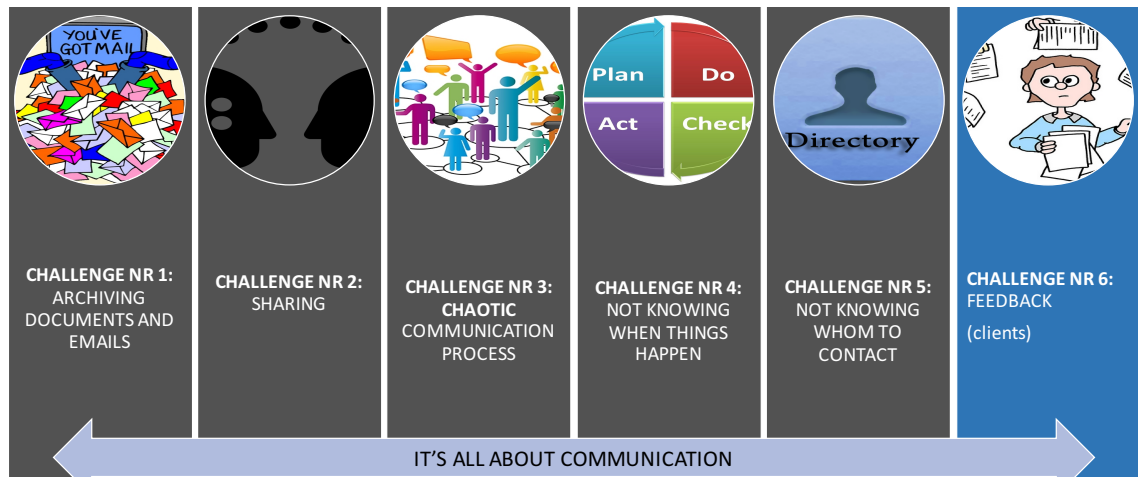 YOU'VE
GOT MAIL
Plan
Do
Act
Check
Directory
CHALLENGE NR 1:
ARCHIVING
DOCUMENTS AND
EMAILS
CHALLENGE NR 2:
SHARING
CHALLENGE NR 3:
CHAOTIC
COMMUNICATION
PROCESS
CHALLENGE NR 4:
NOT KNOWING
WHEN THINGS
HAPPEN
CHALLENGE NR 5:
NOT KNOWING
WHOM TO
CONTACT
CHALLENGE NR 6:
FEEDBACK
(clients)
IT'S ALL ABOUT COMMUNICATION